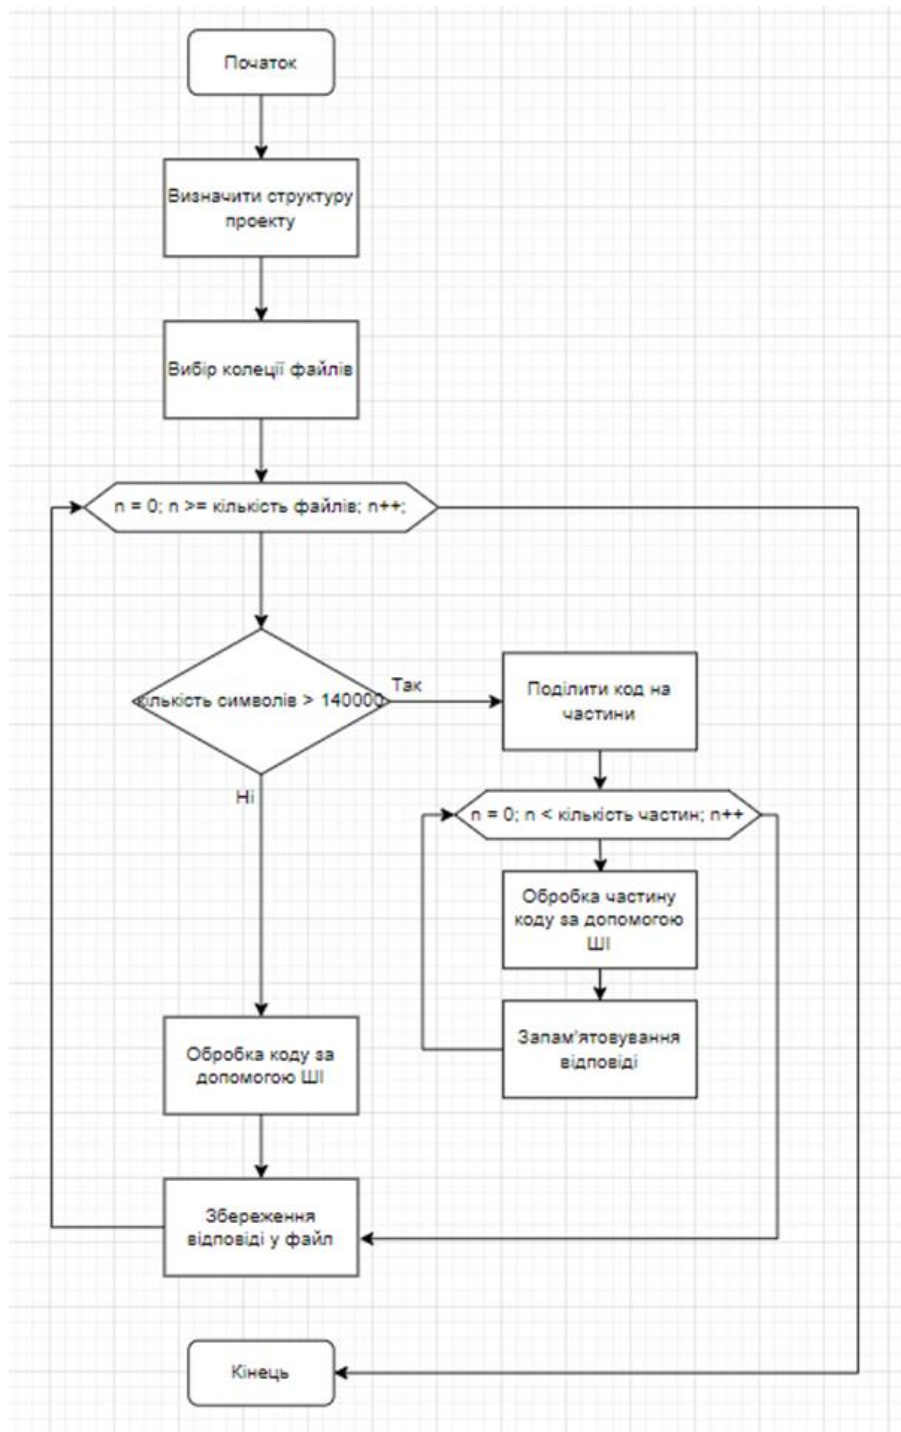 Початок
Визначити структуру
проекту
Вибір колеції файлів
n = 0; n >= кількість файлів; n++;
кількість символів > 140000
Так
Поділити код на
частини
Ні
n = 0; n < кількість частин; n++
Обробка частину
коду за допомогою
ШІ
Запам'ятовування
відповіді
Обробка коду за
допомогою ШІ
Збереження
відповіді у файл
Кінець